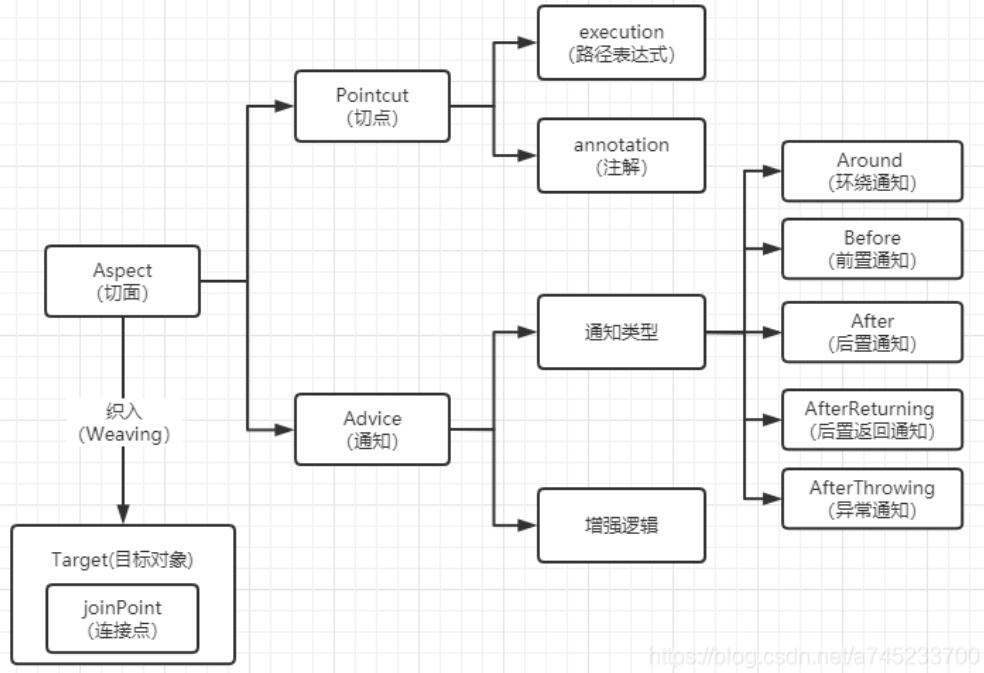 execution
(路径表达式)
Pointcut
(切点)
annotation
(注解)
Around
(环绕通知)
Before
(前置通知)
Aspect
(切面)
After
(后置通知)
通知类型
织入
(Weaving)
Advice
(通知)
AfterReturning
(后置返回通知)
AfterThrowing
(异常通知)
增强逻辑
Target(目标对象)
joinPoint
(连接点)
https://blog.csdn.net/a745233700